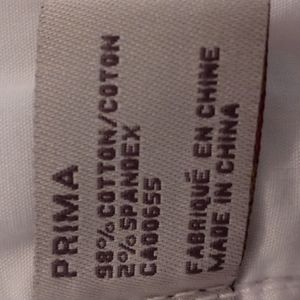 PRIMA
98% COTTON/COTON
2% SPANDEX
CA00655
FABRIQUÉ EN CHINE
MADE IN CHINA